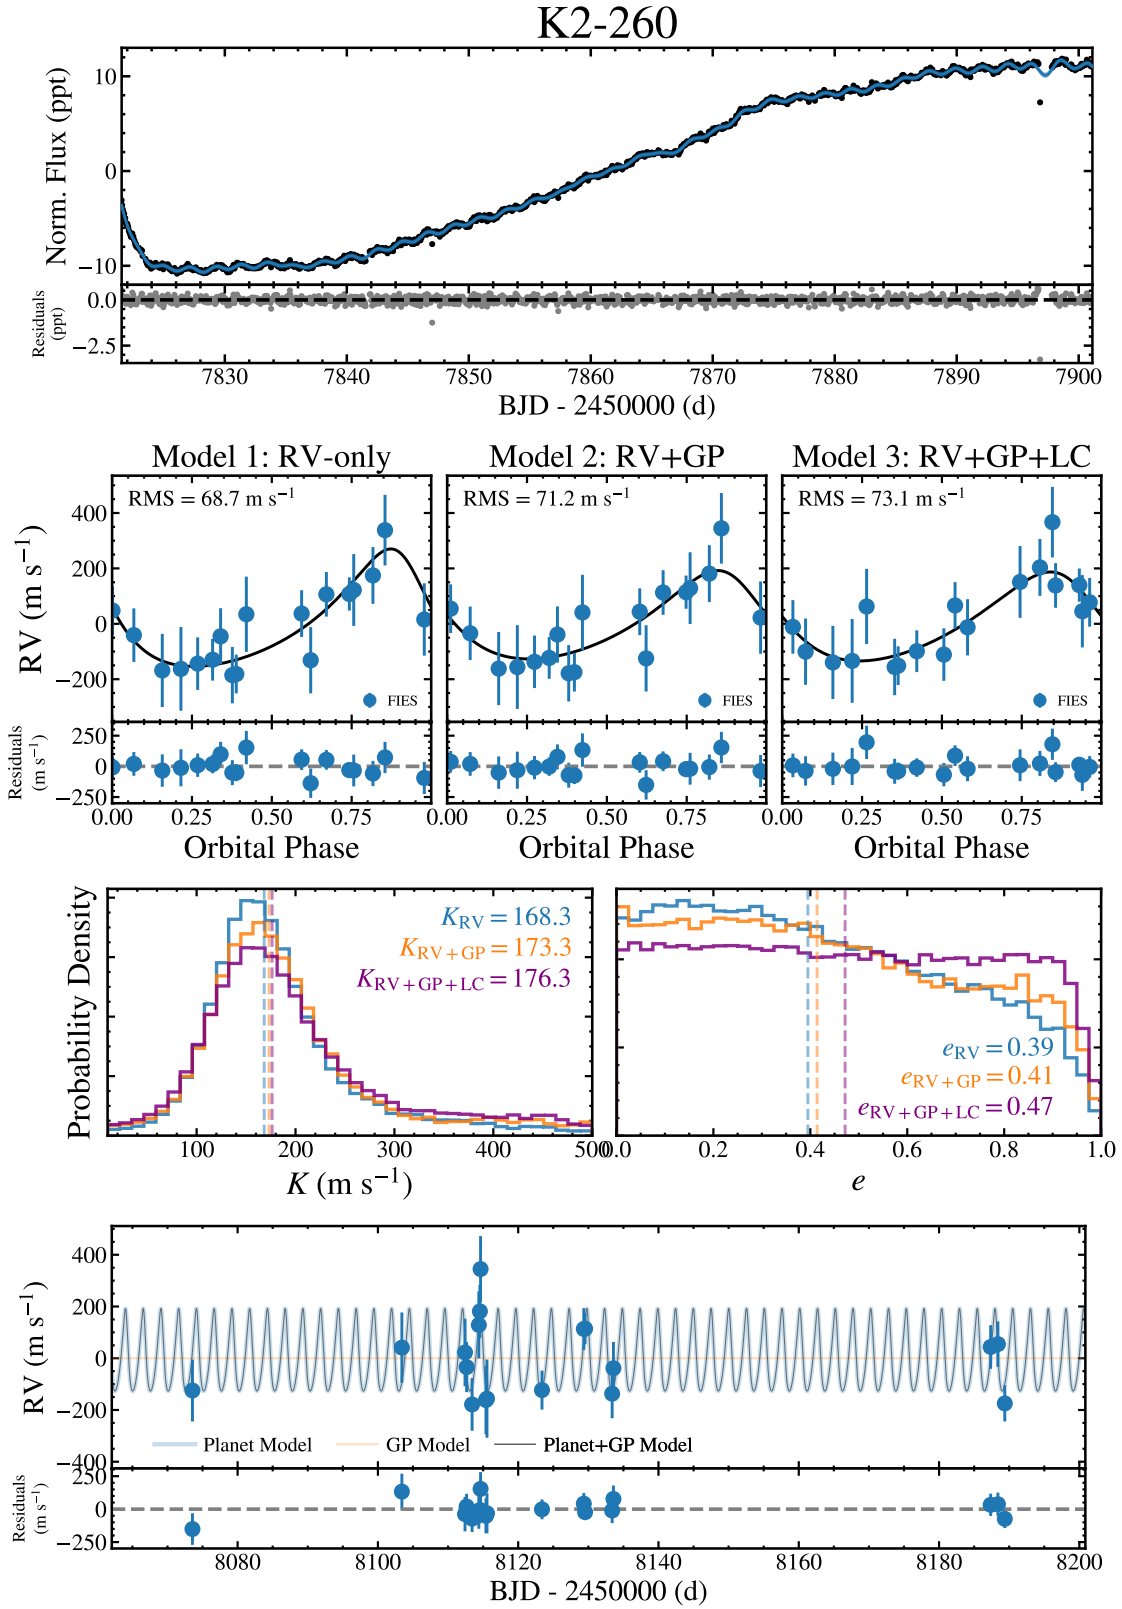 K2-260
Norm. Flux (ppt)
10
0
−10
Residuals
(ppt)
0.0
−2.5
7830 7840 7850 7860 7870 7880 7890 7900
BJD - 2450000 (d)
Model 1: RV-only Model 2: RV+GP Model 3: RV+GP+LC
RMS = 68.7 m s⁻¹ RMS = 71.2 m s⁻¹ RMS = 73.1 m s⁻¹
RV (m s⁻¹)
400
200
0
−200
FIES FIES FIES
Residuals
(m s⁻¹)
250
0
−250
0.00 0.25 0.50 0.75 0.00 0.25 0.50 0.75 0.00 0.25 0.50 0.75
Orbital Phase Orbital Phase Orbital Phase
Probability Density
K_RV = 168.3
K_RV+GP = 173.3
K_RV+GP+LC = 176.3
100 200 300 400 500
K (m s⁻¹)
e_RV = 0.39
e_RV+GP = 0.41
e_RV+GP+LC = 0.47
0.0 0.2 0.4 0.6 0.8 1.0
e
RV (m s⁻¹)
400
200
0
−200
−400
Planet Model GP Model Planet+GP Model
Residuals
(m s⁻¹)
250
0
−250
8080 8100 8120 8140 8160 8180 8200
BJD - 2450000 (d)